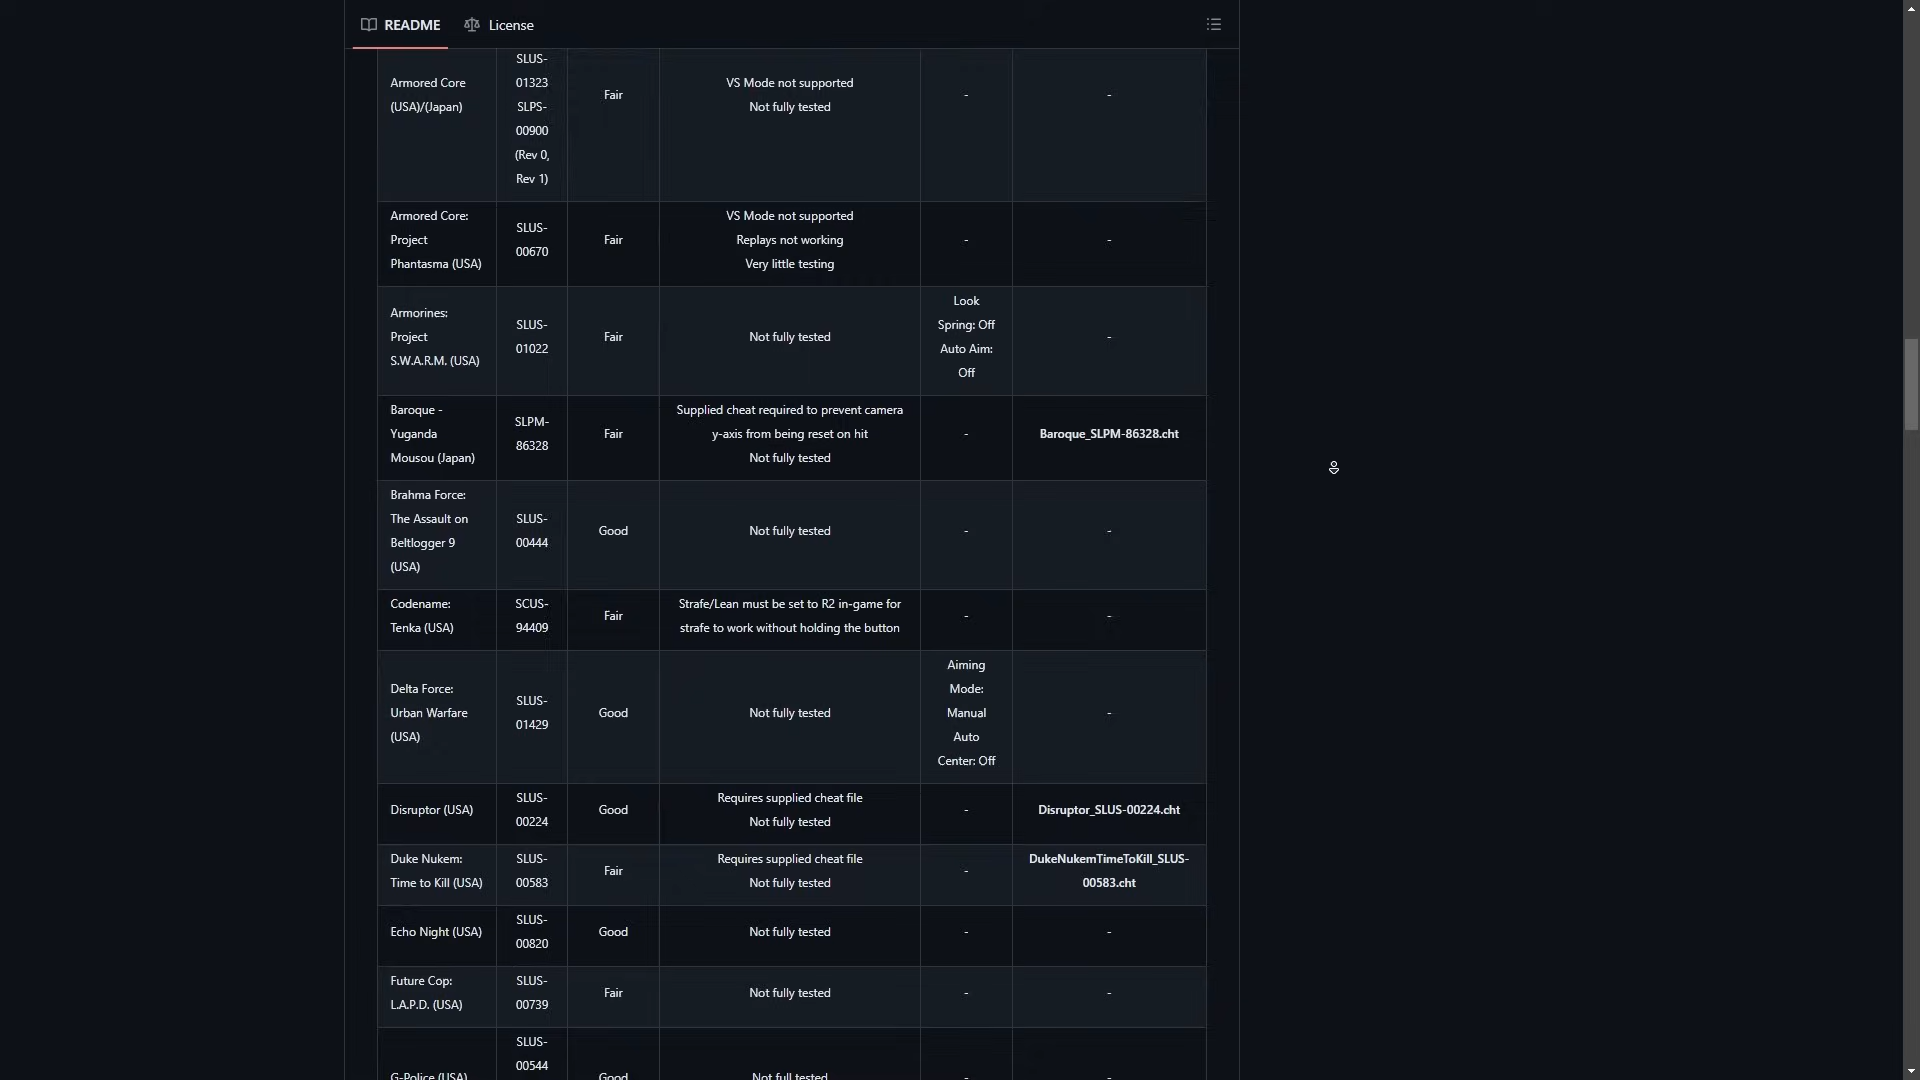 README
License
Armored Core
(USA)/(Japan)
SLUS-
01323
SLPS-
00900
(Rev 0,
Rev 1)
Fair
VS Mode not supported
Not fully tested
-
-
Armored Core:
Project
Phantasma (USA)
SLUS-
00670
Fair
VS Mode not supported
Replays not working
Very little testing
-
-
Armorines:
Project
S.W.A.R.M. (USA)
SLUS-
01022
Fair
Not fully tested
Look
Spring: Off
Auto Aim:
Off
-
Baroque -
Yuganda
Mousou (Japan)
SLPM-
86328
Fair
Supplied cheat required to prevent camera
y-axis from being reset on hit
Not fully tested
-
Baroque_SLPM-86328.cht
Brahma Force:
The Assault on
Beltlogger 9
(USA)
SLUS-
00444
Good
Not fully tested
-
-
Codename:
Tenka (USA)
SCUS-
94409
Fair
Strafe/Lean must be set to R2 in-game for
strafe to work without holding the button
-
-
Delta Force:
Urban Warfare
(USA)
SLUS-
01429
Good
Not fully tested
Aiming
Mode:
Manual
Auto
Center: Off
-
Disruptor (USA)
SLUS-
00224
Good
Requires supplied cheat file
Not fully tested
-
Disruptor_SLUS-00224.cht
Duke Nukem:
Time to Kill (USA)
SLUS-
00583
Fair
Requires supplied cheat file
Not fully tested
-
DukeNukemTimeToKill_SLUS-
00583.cht
Echo Night (USA)
SLUS-
00820
Good
Not fully tested
-
-
Future Cop:
L.A.P.D. (USA)
SLUS-
00739
Fair
Not fully tested
-
-
G-Police (USA)
SLUS-
00544
Good
Not full tested
-
-